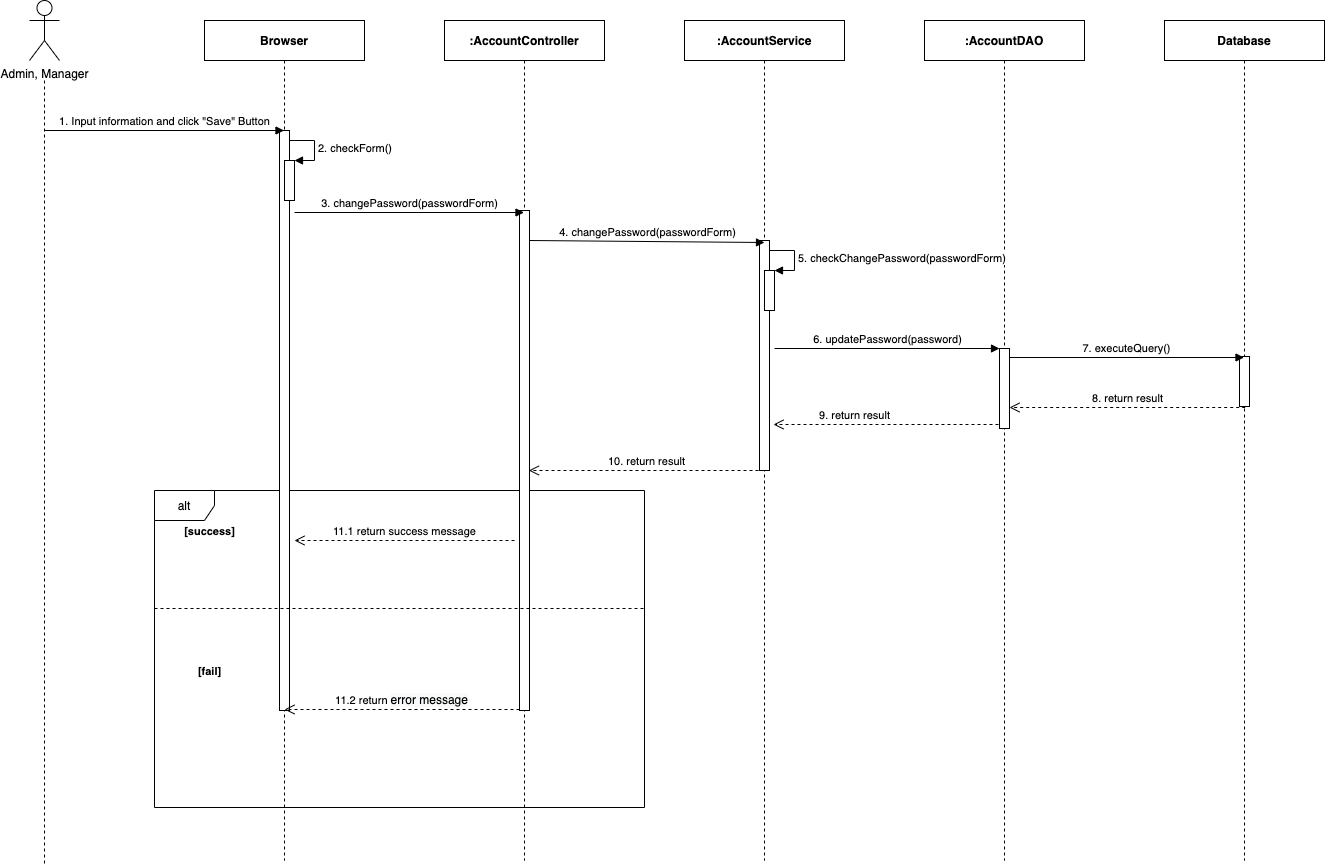 Admin, Manager
Browser
:AccountController
:AccountService
:AccountDAO
Database
1. Input information and click "Save" Button
2. checkForm()
3. changePassword(passwordForm)
4. changePassword(passwordForm)
5. checkChangePassword(passwordForm)
6. updatePassword(password)
7. executeQuery()
8. return result
9. return result
10. return result
alt
[success]
11.1 return success message
[fail]
11.2 return error message